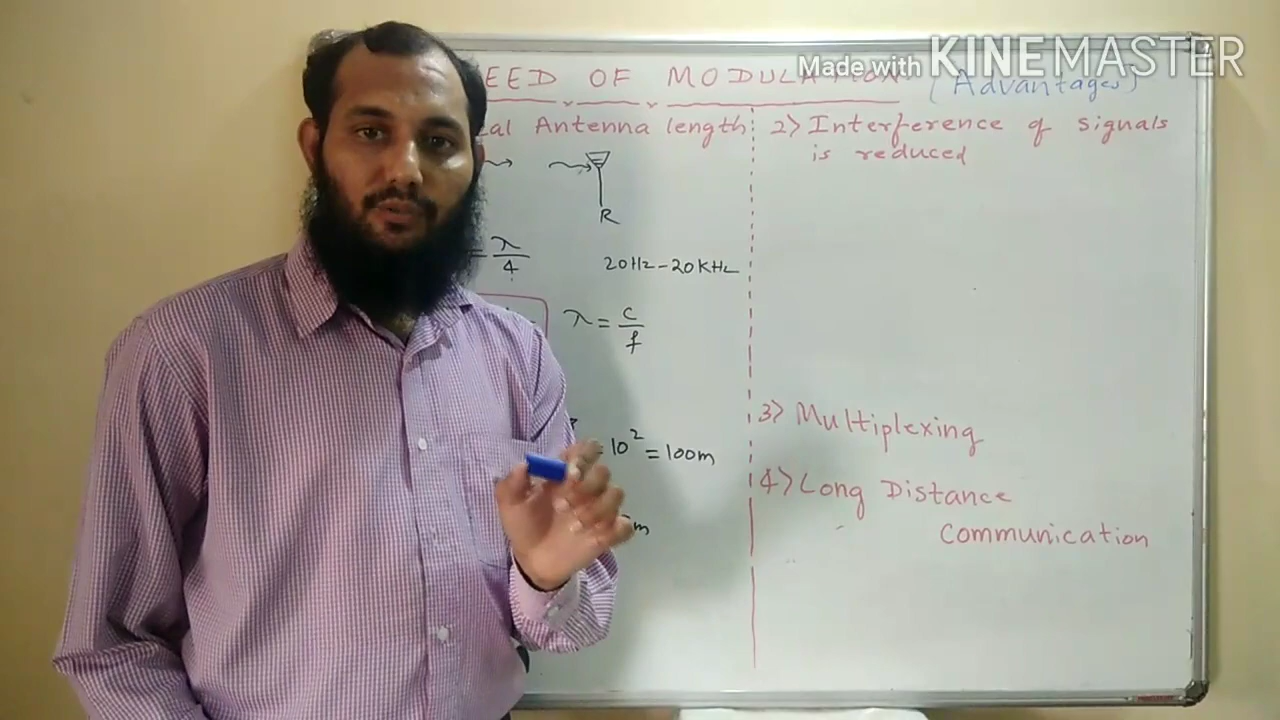 Made with KINEMASTER
EED OF MODULATION (Advantages)
cal Antenna length
R
= λ/4
20Hz-20KHz
λ = c/f
= 10² = 100m
m
2> Interference of signals
is reduced
3> Multiplexing
4> Long Distance
Communication